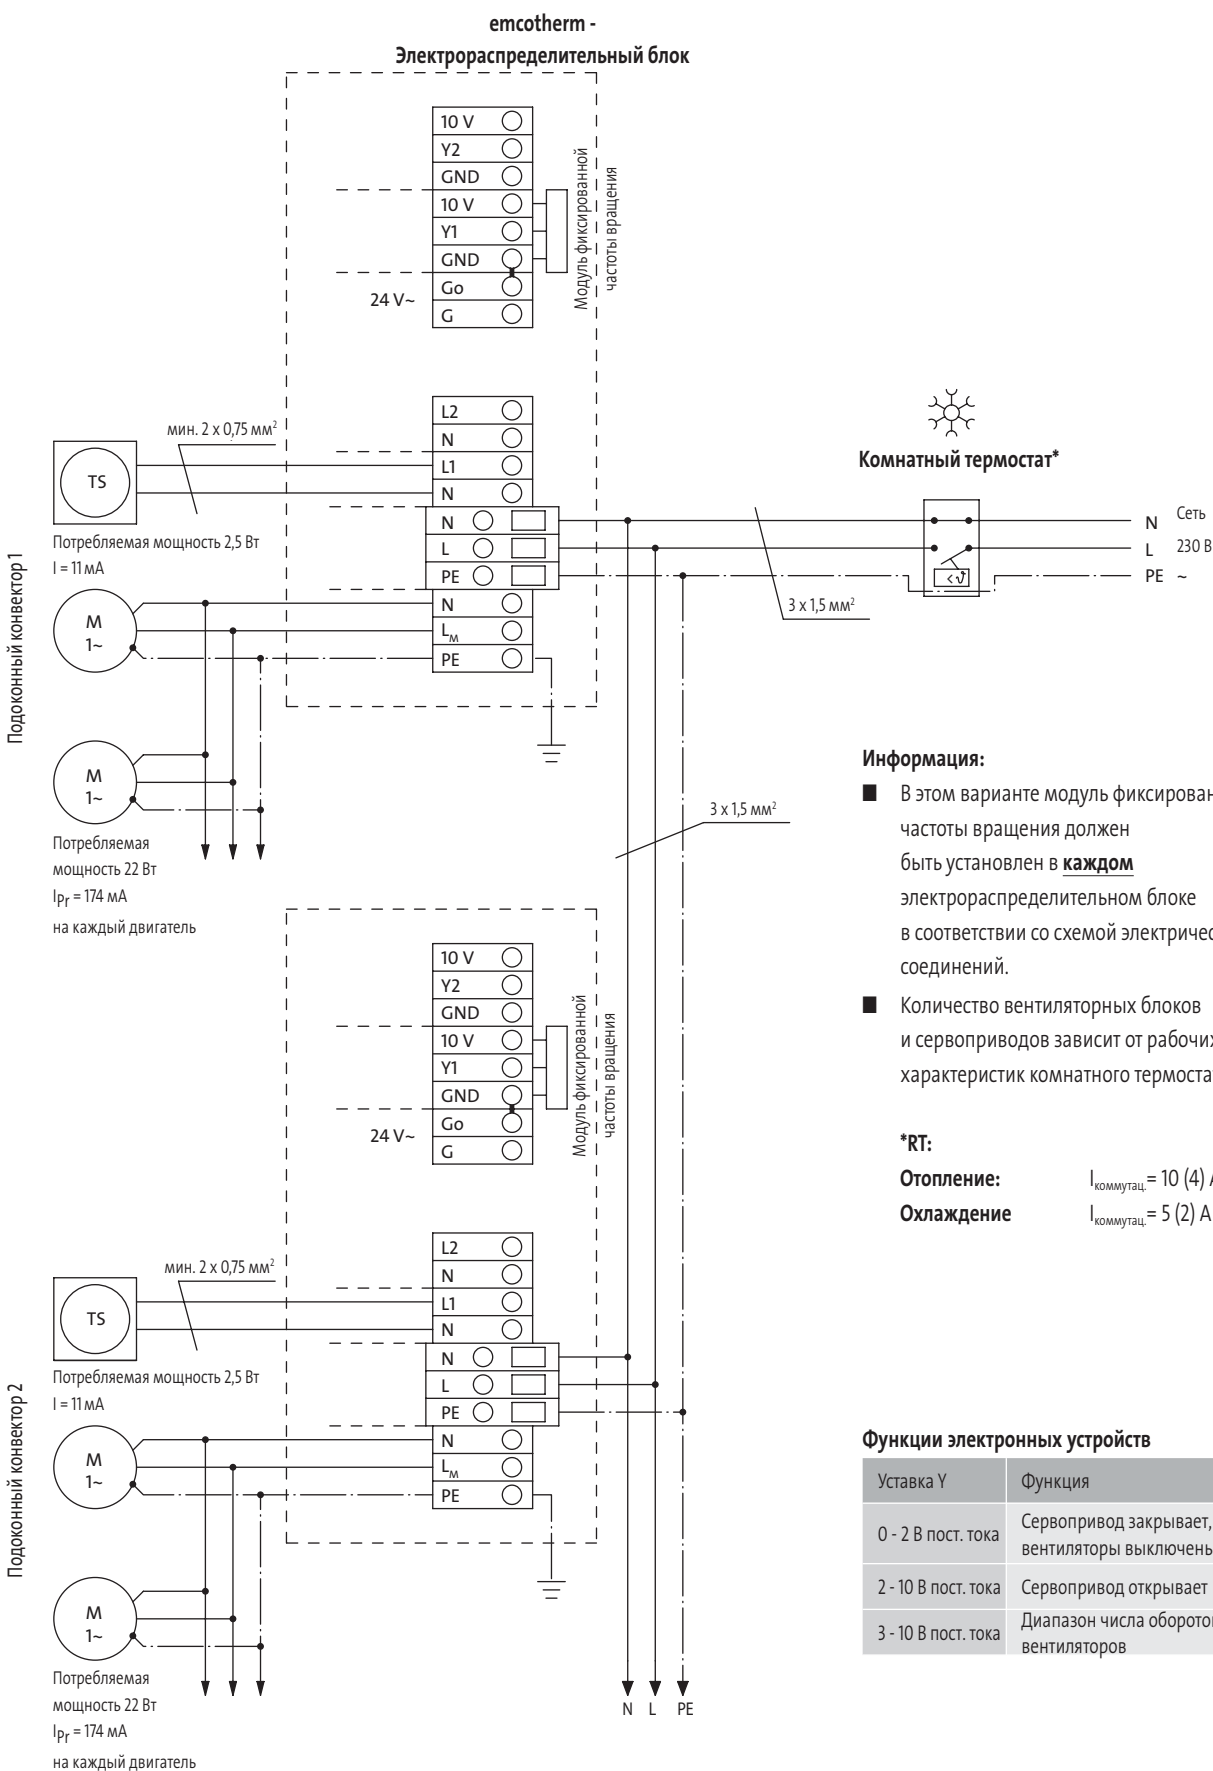 emcotherm -
Электрораспределительный блок
10 V
Y2
GND
10 V
Y1
GND
24 V~
Go
G
Модуль фиксированной
частоты вращения
L2
N
L1
N
N
L
PE
N
LM
PE
Подоконный конвектор 1
TS
мин. 2 x 0,75 мм²
Потребляемая мощность 2,5 Вт
I = 11 мА
M
1~
M
1~
Потребляемая
мощность 22 Вт
IPr = 174 мА
на каждый двигатель
Комнатный термостат*
< ϑ
N
Сеть
L
230 В
PE ~
3 x 1,5 мм²
3 x 1,5 мм²
Информация:
В этом варианте модуль фиксирован
частоты вращения должен
быть установлен в каждом
электрораспределительном блоке
в соответствии со схемой электричес
соединений.
Количество вентиляторных блоков
и сервоприводов зависит от рабочих
характеристик комнатного термоста
*RT:
Отопление: Iкоммутац.= 10 (4) A
Охлаждение Iкоммутац.= 5 (2) A
10 V
Y2
GND
10 V
Y1
GND
24 V~
Go
G
Модуль фиксированной
частоты вращения
L2
N
L1
N
N
L
PE
N
LM
PE
Подоконный конвектор 2
TS
мин. 2 x 0,75 мм²
Потребляемая мощность 2,5 Вт
I = 11 мА
M
1~
M
1~
Потребляемая
мощность 22 Вт
IPr = 174 мА
на каждый двигатель
N L PE
Функции электронных устройств
Уставка Y Функция
0 - 2 В пост. тока Сервопривод закрывает,
вентиляторы выключены
2 - 10 В пост. тока Сервопривод открывает
3 - 10 В пост. тока Диапазон числа оборотов
вентиляторов